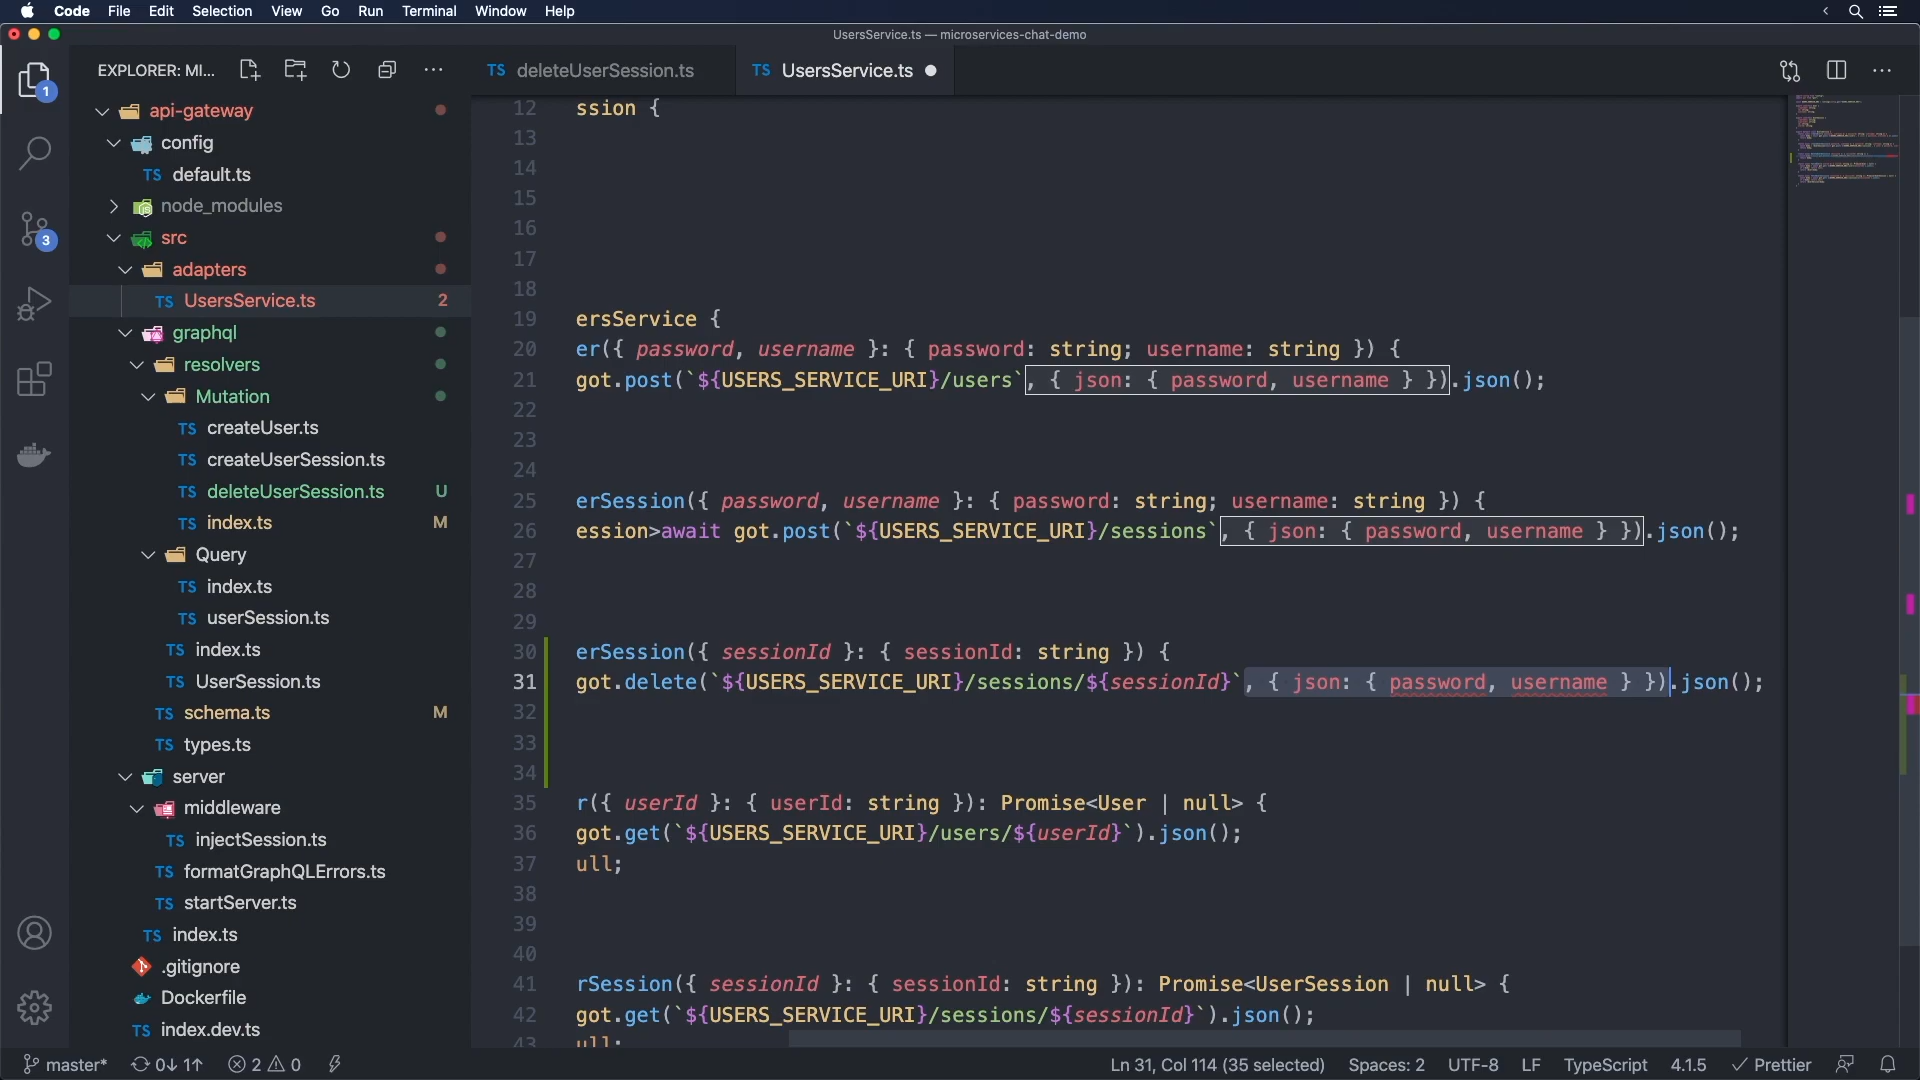 Code File Edit Selection View Go Run Terminal Window Help
UsersService.ts — microservices-chat-demo
EXPLORER: MI...
TS deleteUserSession.ts
TS UsersService.ts
1
3
api-gateway
config
TS default.ts
node_modules
src
adapters
TS UsersService.ts 2
graphql
resolvers
Mutation
TS createUser.ts
TS createUserSession.ts
TS deleteUserSession.ts U
TS index.ts M
Query
TS index.ts
TS userSession.ts
TS index.ts
TS UserSession.ts
TS schema.ts M
TS types.ts
server
middleware
TS injectSession.ts
TS formatGraphQLErrors.ts
TS startServer.ts
TS index.ts
.gitignore
Dockerfile
TS index.dev.ts
12 ssion {
13
14
15
16
17
18
19 ersService {
20 er({ password, username }: { password: string; username: string }) {
21 got.post(`${USERS_SERVICE_URI}/users`, { json: { password, username } }).json();
22
23
24
25 erSession({ password, username }: { password: string; username: string }) {
26 ession>await got.post(`${USERS_SERVICE_URI}/sessions`, { json: { password, username } }).json();
27
28
29
30 erSession({ sessionId }: { sessionId: string }) {
31 got.delete(`${USERS_SERVICE_URI}/sessions/${sessionId}`, { json: { password, username } }).json();
32
33
34
35 r({ userId }: { userId: string }): Promise<User | null> {
36 got.get(`${USERS_SERVICE_URI}/users/${userId}`).json();
37 ull;
38
39
40
41 rSession({ sessionId }: { sessionId: string }): Promise<UserSession | null> {
42 got.get(`${USERS_SERVICE_URI}/sessions/${sessionId}`).json();
43 ull;
master* 0↓ 1↑ 2 0 Ln 31, Col 114 (35 selected) Spaces: 2 UTF-8 LF TypeScript 4.1.5 Prettier